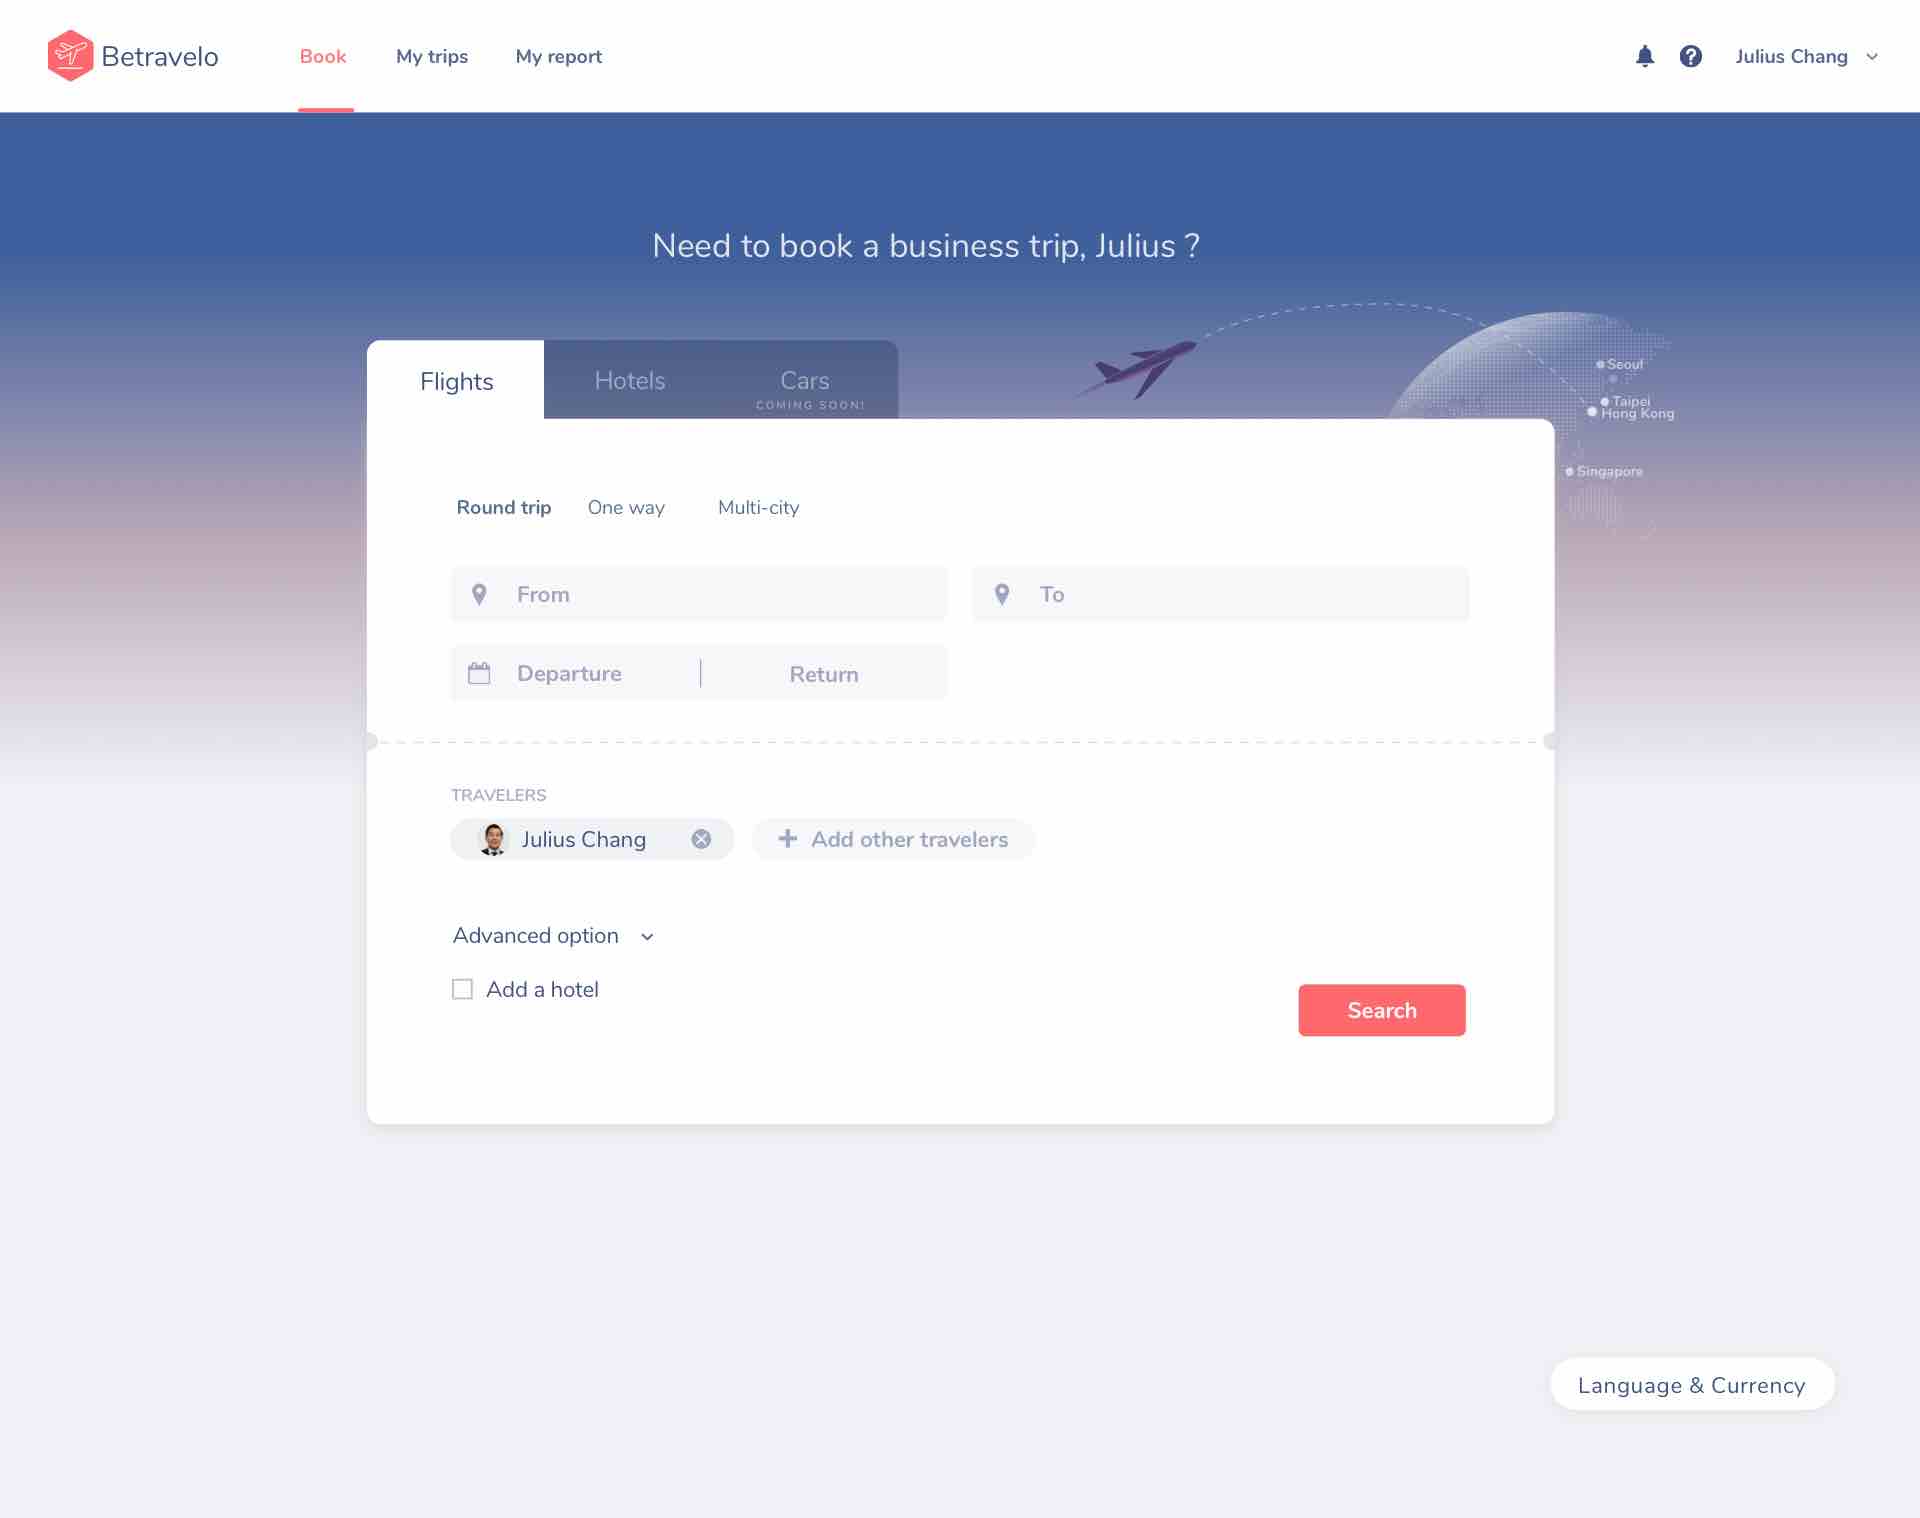 Betravelo
Book
My trips
My report
Julius Chang
Need to book a business trip, Julius ?
Flights
Hotels
Cars
COMING SOON!
Seoul
Taipei
Hong Kong
Singapore
Round trip
One way
Multi-city
From
To
Departure
Return
TRAVELERS
Julius Chang
Add other travelers
Advanced option
Add a hotel
Search
Language & Currency